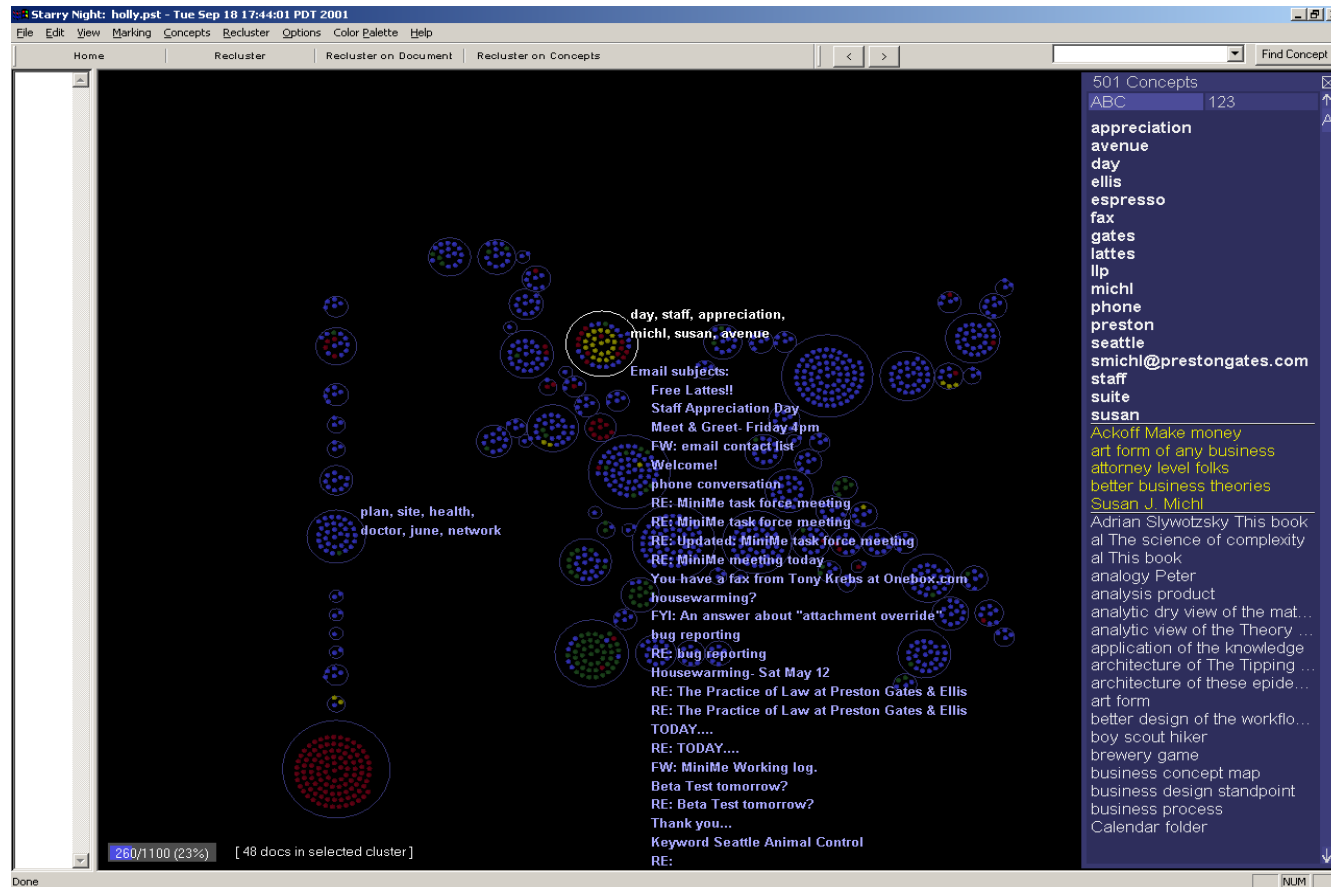 Starry Night: holly.pst - Tue Sep 18 17:44:01 PDT 2001
File Edit View Marking Concepts Recluster Options Color Palette Help
Home Recluster Recluster on Document Recluster on Concepts < > Find Concept
501 Concepts
ABC 123
appreciation
avenue
day
ellis
espresso
fax
gates
lattes
llp
michl
phone
preston
seattle
smichl@prestongates.com
staff
suite
susan
Ackoff Make money
art form of any business
attorney level folks
better business theories
Susan J. Michl
Adrian Slywotzsky This book
al The science of complexity
al This book
analogy Peter
analysis product
analytic dry view of the mat...
analytic view of the Theory ...
application of the knowledge
architecture of The Tipping ...
architecture of these epide...
art form
better design of the workflo...
boy scout hiker
brewery game
business concept map
business design standpoint
business process
Calendar folder
day, staff, appreciation,
michl, susan, avenue
Email subjects:
Free Lattes!!
Staff Appreciation Day
Meet & Greet- Friday 4pm
FW: email contact list
Welcome!
phone conversation
RE: MiniMe task force meeting
RE: MiniMe task force meeting
RE: Updated: MiniMe task force meeting
RE: MiniMe meeting today
You have a fax from Tony Krebs at Onebox.com
housewarming?
FYI: An answer about "attachment override"
bug reporting
RE: bug reporting
Housewarming- Sat May 12
RE: The Practice of Law at Preston Gates & Ellis
RE: The Practice of Law at Preston Gates & Ellis
TODAY....
RE: TODAY....
FW: MiniMe Working log.
Beta Test tomorrow?
RE: Beta Test tomorrow?
Thank you...
Keyword Seattle Animal Control
RE:
plan, site, health,
doctor, june, network
260/1100 (23%) [ 48 docs in selected cluster ]
Done NUM